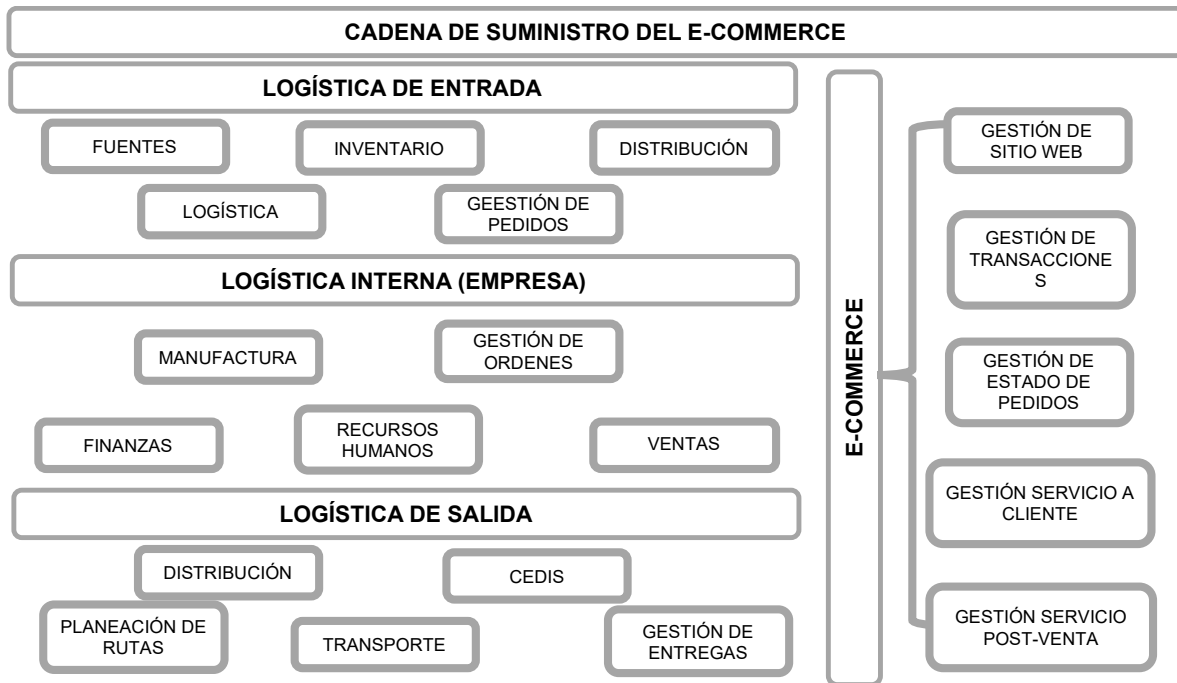 CADENA DE SUMINISTRO DEL E-COMMERCE
LOGÍSTICA DE ENTRADA
FUENTES
INVENTARIO
DISTRIBUCIÓN
LOGÍSTICA
GEESTIÓN DE
PEDIDOS
LOGÍSTICA INTERNA (EMPRESA)
MANUFACTURA
GESTIÓN DE
ORDENES
FINANZAS
RECURSOS
HUMANOS
VENTAS
LOGÍSTICA DE SALIDA
DISTRIBUCIÓN
CEDIS
PLANEACIÓN DE
RUTAS
TRANSPORTE
GESTIÓN DE
ENTREGAS
E-COMMERCE
GESTIÓN DE
SITIO WEB
GESTIÓN DE
TRANSACCIONE
S
GESTIÓN DE
ESTADO DE
PEDIDOS
GESTIÓN SERVICIO A
CLIENTE
GESTIÓN SERVICIO
POST-VENTA